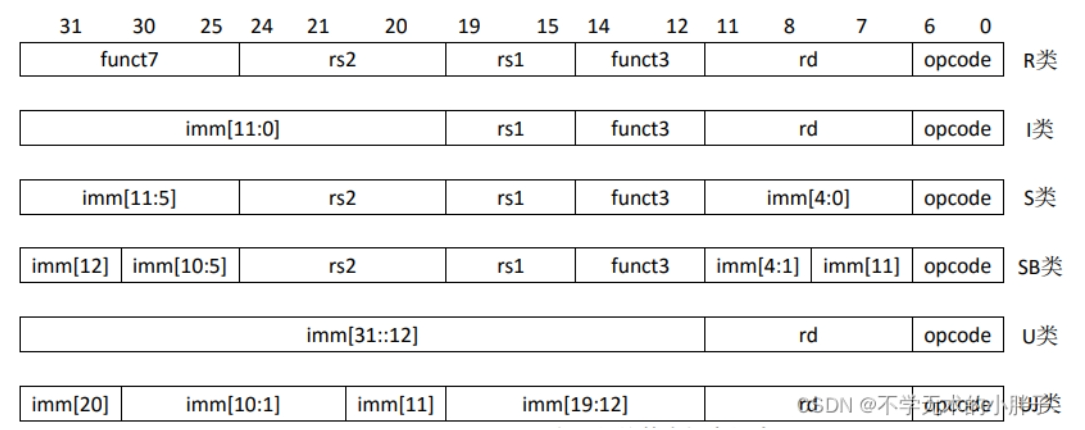 31 30 25 24 21 20 19 15 14 12 11 8 7 6 0
funct7 rs2 rs1 funct3 rd opcode R类
imm[11:0] rs1 funct3 rd opcode I类
imm[11:5] rs2 rs1 funct3 imm[4:0] opcode S类
imm[12] imm[10:5] rs2 rs1 funct3 imm[4:1] imm[11] opcode SB类
imm[31::12] rd opcode U类
imm[20] imm[10:1] imm[11] imm[19:12] rd opcode UJ类
CSDN @不学无术的小胖子